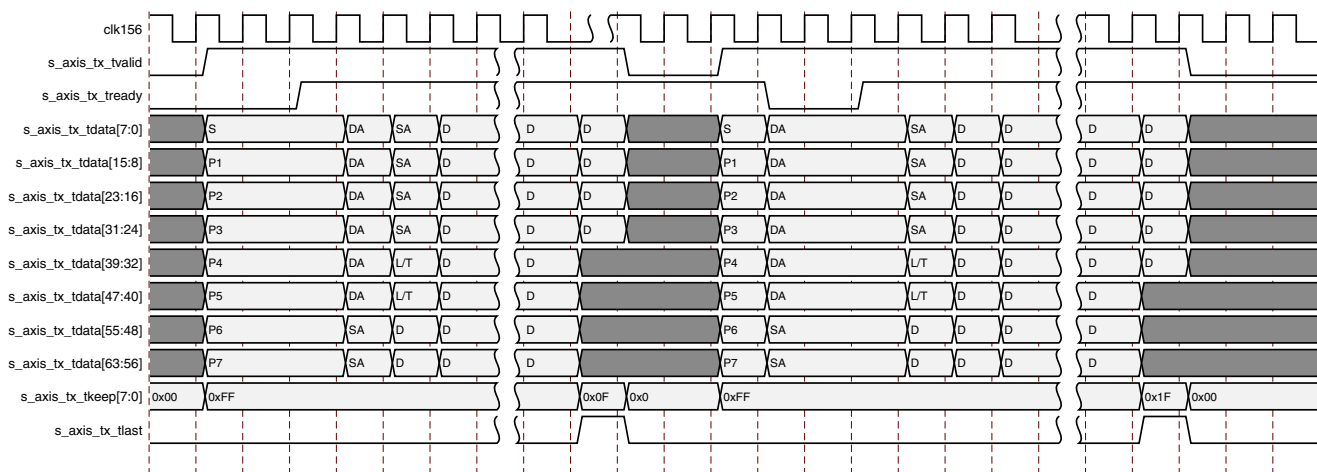 clk156
s_axis_tx_tvalid
s_axis_tx_tready
s_axis_tx_tdata[7:0] S DA SA D D D S DA SA D D D D
s_axis_tx_tdata[15:8] P1 DA SA D D D P1 DA SA D D D D
s_axis_tx_tdata[23:16] P2 DA SA D D D P2 DA SA D D D D
s_axis_tx_tdata[31:24] P3 DA SA D D D P3 DA SA D D D D
s_axis_tx_tdata[39:32] P4 DA L/T D D P4 DA L/T D D D D
s_axis_tx_tdata[47:40] P5 DA L/T D D P5 DA L/T D D D
s_axis_tx_tdata[55:48] P6 SA D D D P6 SA D D D D
s_axis_tx_tdata[63:56] P7 SA D D D P7 SA D D D D
s_axis_tx_tkeep[7:0] 0x00 0xFF 0x0F 0x0 0xFF 0x1F 0x00
s_axis_tx_tlast